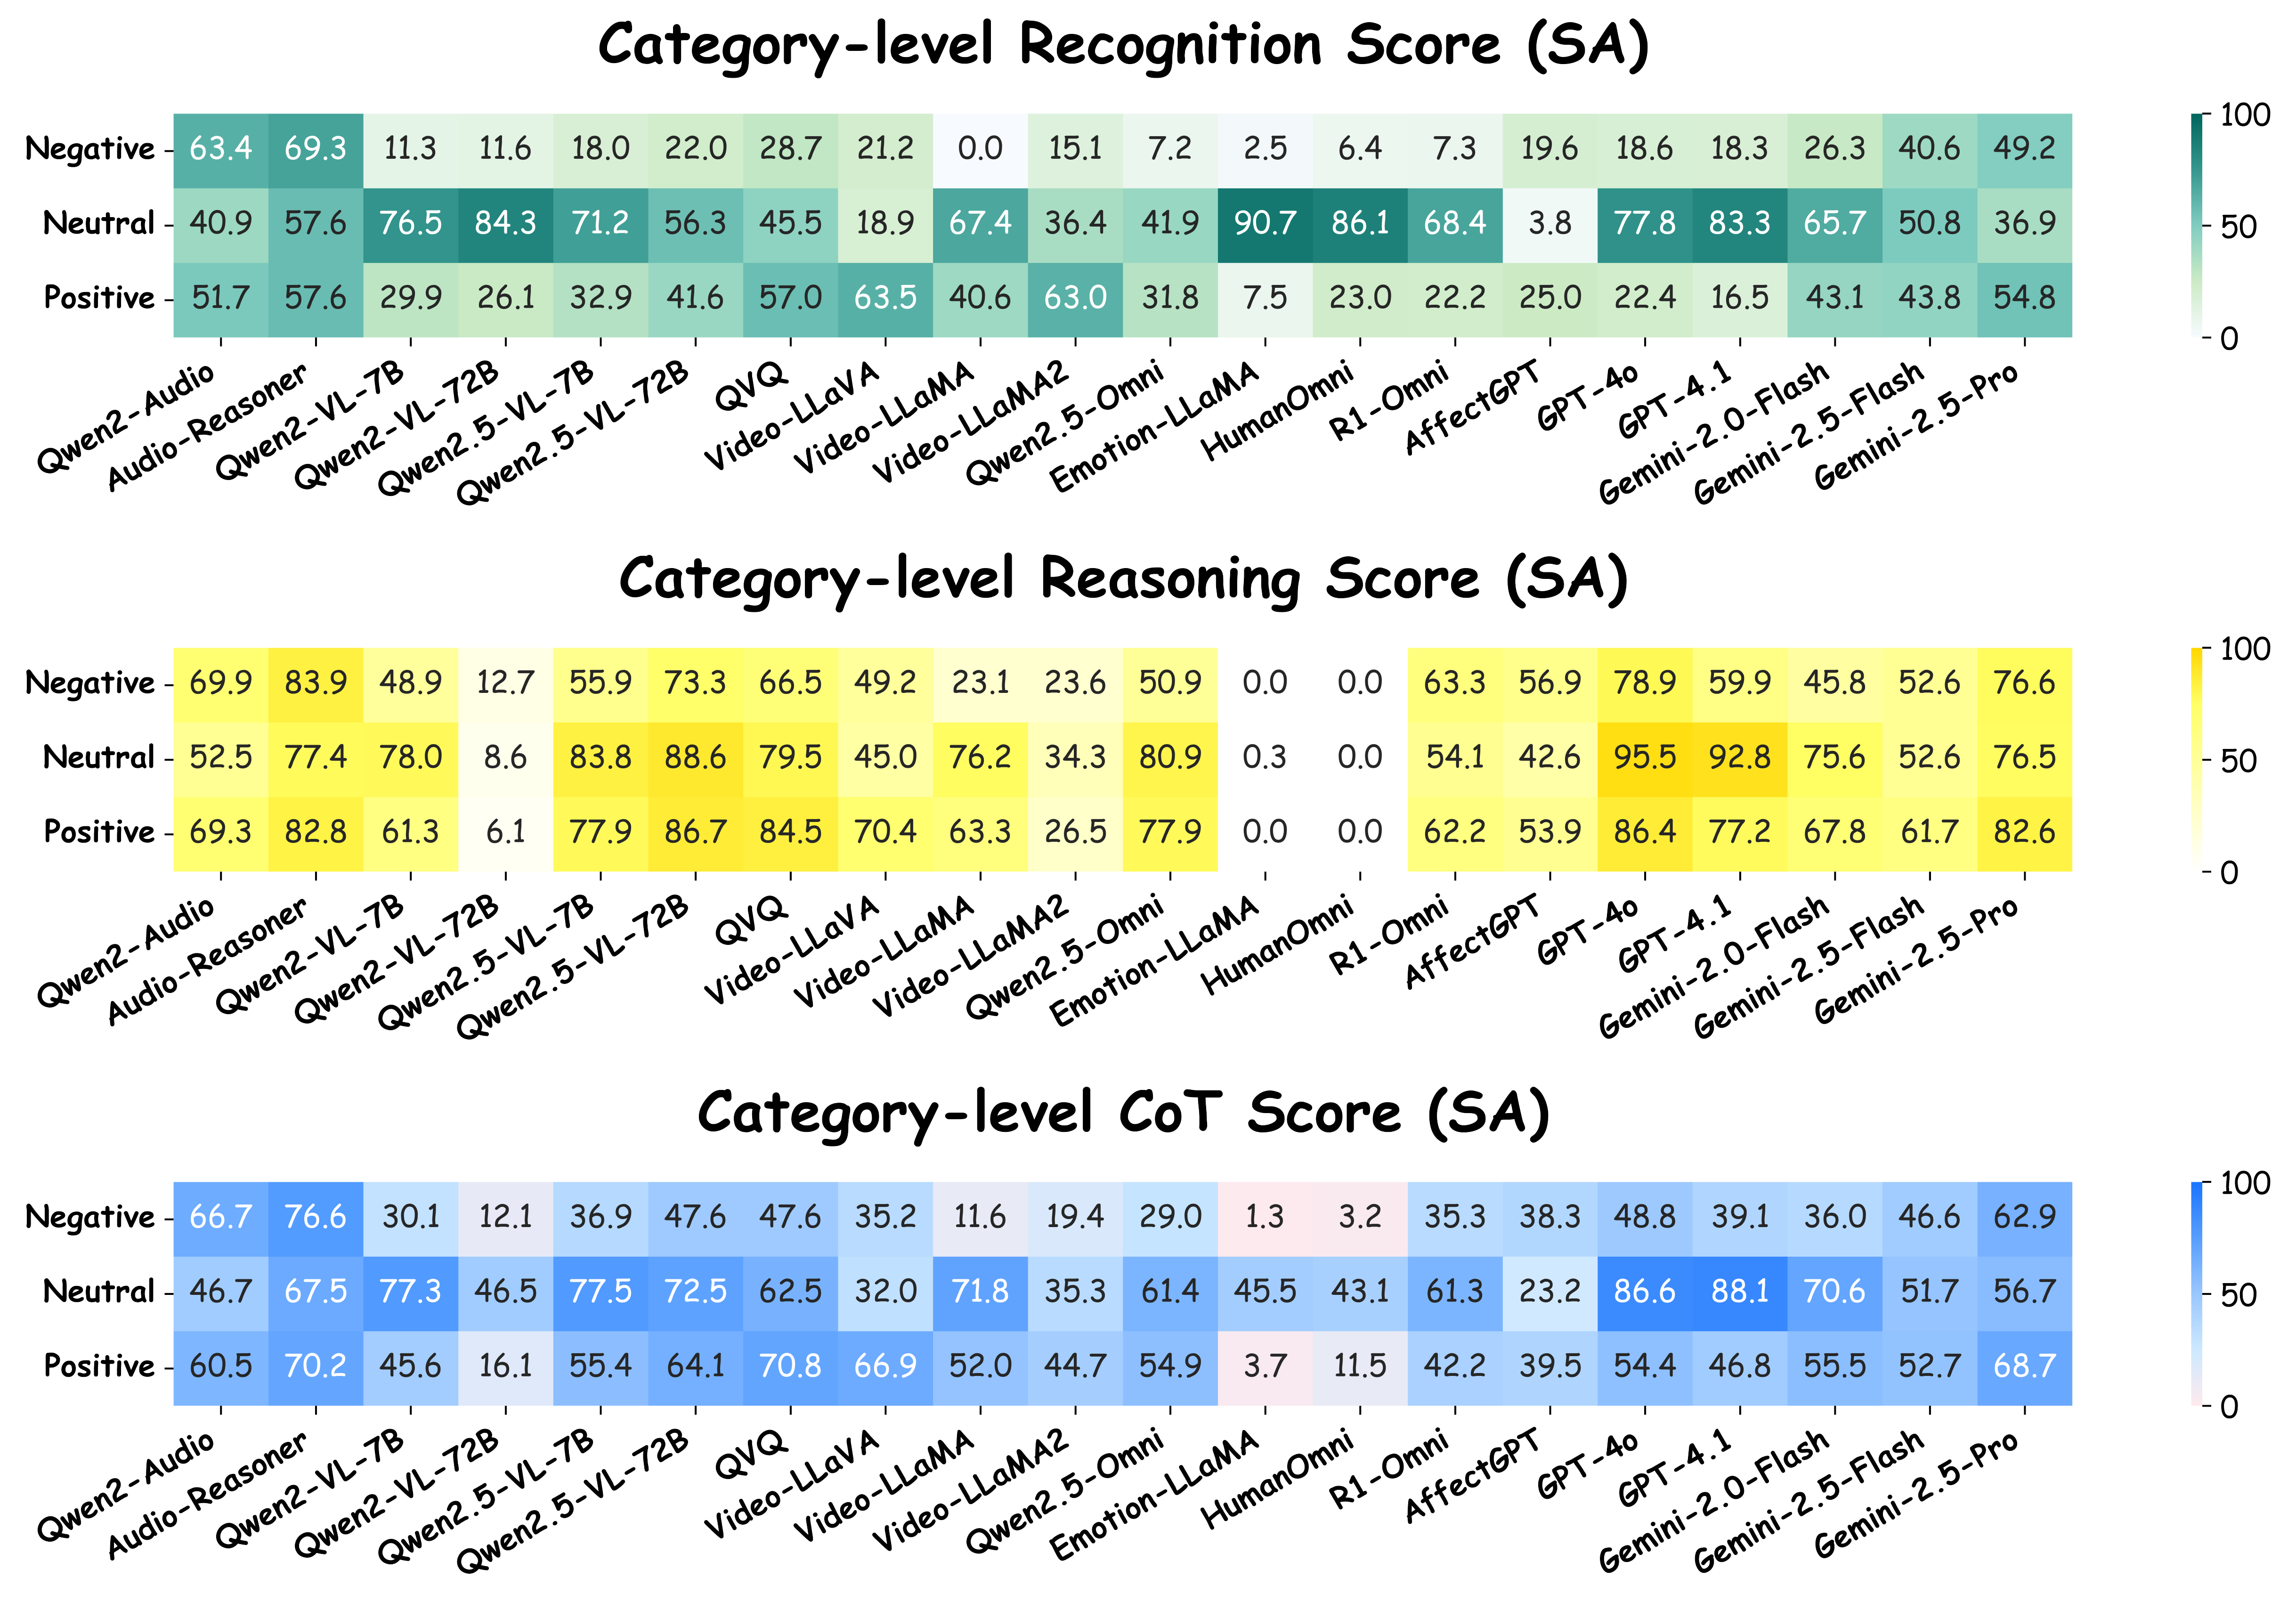 Category-level Recognition Score (SA)
Negative 63.4 69.3 11.3 11.6 18.0 22.0 28.7 21.2 0.0 15.1 7.2 2.5 6.4 7.3 19.6 18.6 18.3 26.3 40.6 49.2
Neutral 40.9 57.6 76.5 84.3 71.2 56.3 45.5 18.9 67.4 36.4 41.9 90.7 86.1 68.4 3.8 77.8 83.3 65.7 50.8 36.9
Positive 51.7 57.6 29.9 26.1 32.9 41.6 57.0 63.5 40.6 63.0 31.8 7.5 23.0 22.2 25.0 22.4 16.5 43.1 43.8 54.8
Qwen2-Audio Audio-Reasoner Qwen2-VL-7B Qwen2-VL-72B Qwen2.5-VL-7B Qwen2.5-VL-72B QVQ Video-LLaVA Video-LLaMA Video-LLaMA2 Qwen2.5-Omni Emotion-LLaMA HumanOmni R1-Omni AffectGPT GPT-4o GPT-4.1 Gemini-2.0-Flash Gemini-2.5-Flash Gemini-2.5-Pro
100
50
0
Category-level Reasoning Score (SA)
Negative 69.9 83.9 48.9 12.7 55.9 73.3 66.5 49.2 23.1 23.6 50.9 0.0 0.0 63.3 56.9 78.9 59.9 45.8 52.6 76.6
Neutral 52.5 77.4 78.0 8.6 83.8 88.6 79.5 45.0 76.2 34.3 80.9 0.3 0.0 54.1 42.6 95.5 92.8 75.6 52.6 76.5
Positive 69.3 82.8 61.3 6.1 77.9 86.7 84.5 70.4 63.3 26.5 77.9 0.0 0.0 62.2 53.9 86.4 77.2 67.8 61.7 82.6
Qwen2-Audio Audio-Reasoner Qwen2-VL-7B Qwen2-VL-72B Qwen2.5-VL-7B Qwen2.5-VL-72B QVQ Video-LLaVA Video-LLaMA Video-LLaMA2 Qwen2.5-Omni Emotion-LLaMA HumanOmni R1-Omni AffectGPT GPT-4o GPT-4.1 Gemini-2.0-Flash Gemini-2.5-Flash Gemini-2.5-Pro
100
50
0
Category-level CoT Score (SA)
Negative 66.7 76.6 30.1 12.1 36.9 47.6 47.6 35.2 11.6 19.4 29.0 1.3 3.2 35.3 38.3 48.8 39.1 36.0 46.6 62.9
Neutral 46.7 67.5 77.3 46.5 77.5 72.5 62.5 32.0 71.8 35.3 61.4 45.5 43.1 61.3 23.2 86.6 88.1 70.6 51.7 56.7
Positive 60.5 70.2 45.6 16.1 55.4 64.1 70.8 66.9 52.0 44.7 54.9 3.7 11.5 42.2 39.5 54.4 46.8 55.5 52.7 68.7
Qwen2-Audio Audio-Reasoner Qwen2-VL-7B Qwen2-VL-72B Qwen2.5-VL-7B Qwen2.5-VL-72B QVQ Video-LLaVA Video-LLaMA Video-LLaMA2 Qwen2.5-Omni Emotion-LLaMA HumanOmni R1-Omni AffectGPT GPT-4o GPT-4.1 Gemini-2.0-Flash Gemini-2.5-Flash Gemini-2.5-Pro
100
50
0